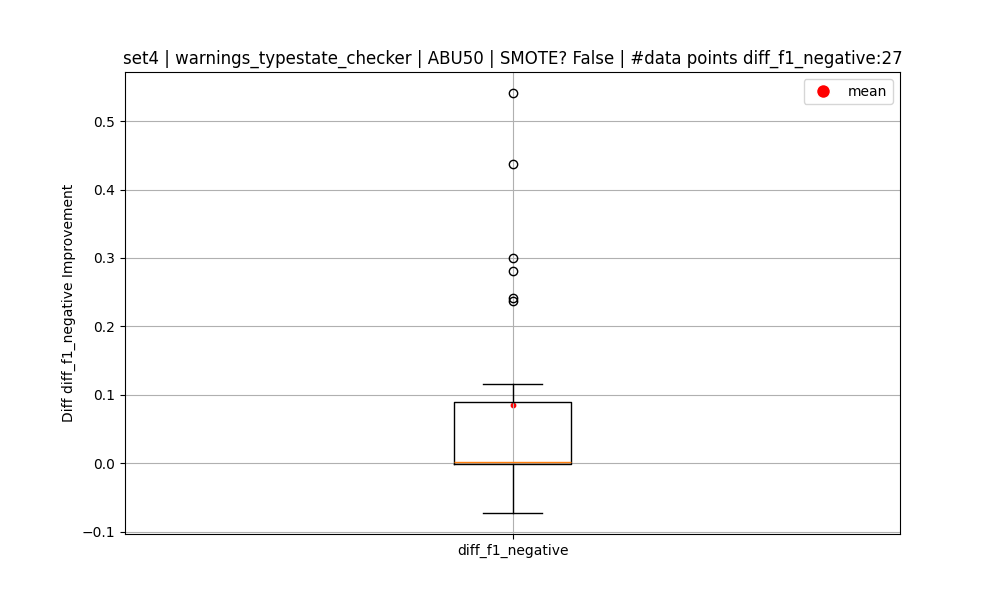 set4 | warnings_typestate_checker | ABU50 | SMOTE? False | #data points diff_f1_negative:27
mean
Diff diff_f1_negative Improvement
0.5
0.4
0.3
0.2
0.1
0.0
−0.1
diff_f1_negative